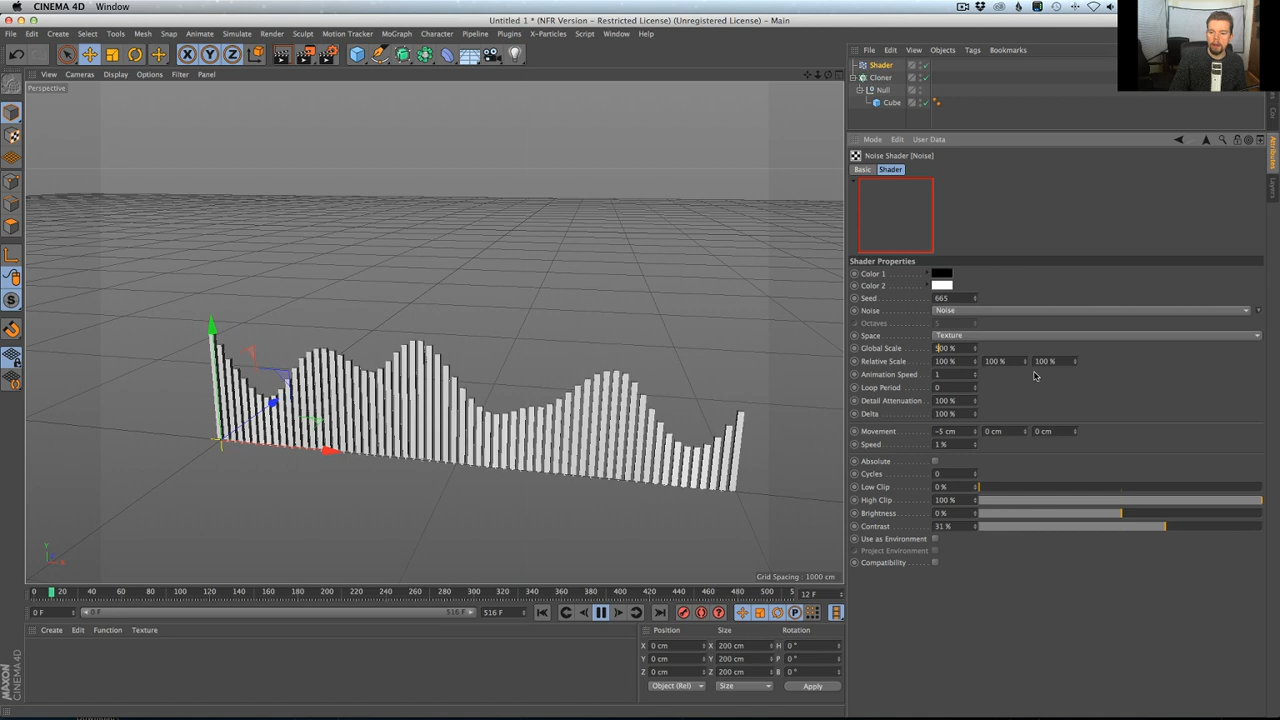 CINEMA 4D Window
Untitled 1 * (NFR Version - Restricted License) (Unregistered License) - Main
File Edit Create Select Tools Mesh Snap Animate Simulate Render Sculpt Motion Tracker MoGraph Character Pipeline Plugins X-Particles Script Window Help
File Edit View Objects Tags Bookmarks
X Y Z P
View Cameras Display Options Filter Panel
Shader
Cloner
Null
Cube
Perspective
Mode Edit User Data
Noise Shader [Noise]
Basic Shader
Attributes
Layers
Shader Properties
Color 1
Color 2
Seed 665
Noise Noise
Octaves 5
Space Texture
Global Scale 500 %
Relative Scale 100 % 100 % 100 %
Animation Speed 1
Loop Period 0
Detail Attenuation 100 %
Delta 100 %
Movement -5 cm 0 cm 0 cm
Speed 1 %
Absolute
Cycles 0
Low Clip 0 %
High Clip 100 %
Brightness 0 %
Contrast 31 %
Use as Environment
Project Environment
Compatibility
Y X
Grid Spacing : 1000 cm
0 20 40 60 80 100 120 140 160 180 200 220 240 260 280 300 320 340 360 380 400 420 440 460 480 500 5 12 F
0 F 0 F 516 F 516 F
Create Edit Function Texture
Position Size Rotation
X 0 cm X 200 cm H 0 °
Y 0 cm Y 200 cm P 0 °
Z 0 cm Z 200 cm B 0 °
Object (Rel) Size Apply
MAXON
CINEMA 4D